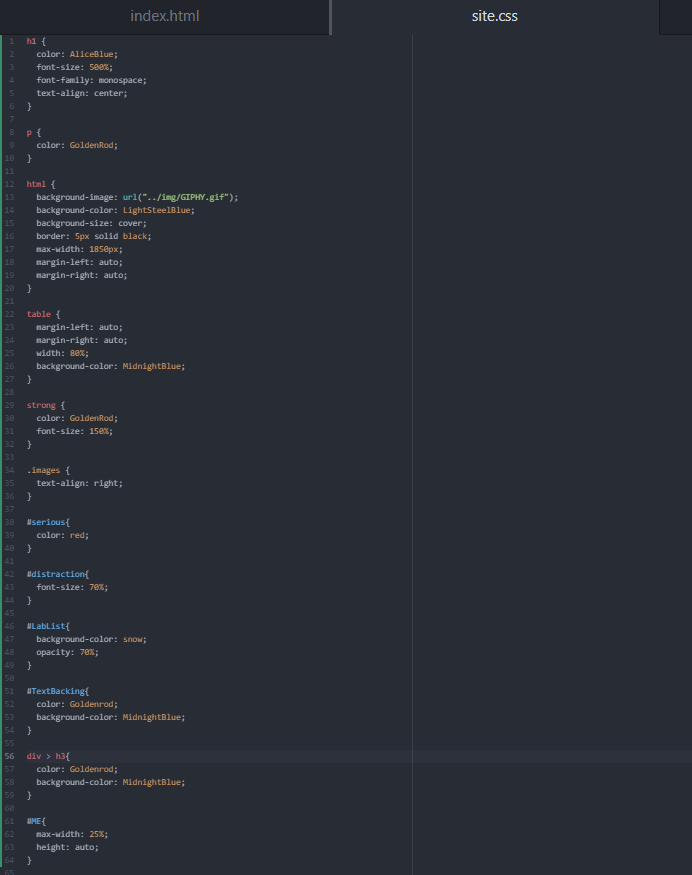 index.html
site.css
1 h1 {
2 color: AliceBlue;
3 font-size: 500%;
4 font-family: monospace;
5 text-align: center;
6 }
7
8 p {
9 color: GoldenRod;
10 }
11
12 html {
13 background-image: url("../img/GIPHY.gif");
14 background-color: LightSteelBlue;
15 background-size: cover;
16 border: 5px solid black;
17 max-width: 1850px;
18 margin-left: auto;
19 margin-right: auto;
20 }
21
22 table {
23 margin-left: auto;
24 margin-right: auto;
25 width: 80%;
26 background-color: MidnightBlue;
27 }
28
29 strong {
30 color: GoldenRod;
31 font-size: 150%;
32 }
33
34 .images {
35 text-align: right;
36 }
37
38 #serious{
39 color: red;
40 }
41
42 #distraction{
43 font-size: 70%;
44 }
45
46 #LabList{
47 background-color: snow;
48 opacity: 70%;
49 }
50
51 #TextBacking{
52 color: Goldenrod;
53 background-color: MidnightBlue;
54 }
55
56 div > h3{
57 color: Goldenrod;
58 background-color: MidnightBlue;
59 }
60
61 #ME{
62 max-width: 25%;
63 height: auto;
64 }
65